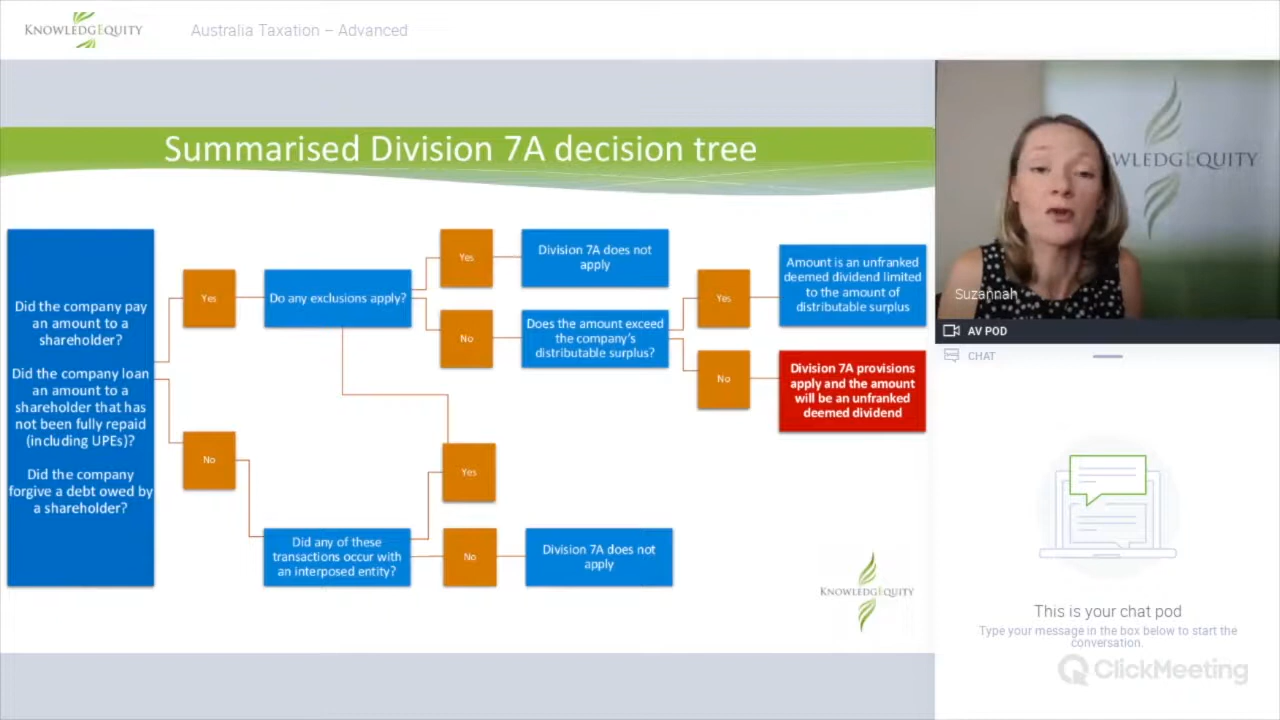 KNOWLEDGEQUITY
Australia Taxation – Advanced
Summarised Division 7A decision tree
Did the company pay
an amount to a
shareholder?
Did the company loan
an amount to a
shareholder that has
not been fully repaid
(including UPEs)?
Did the company
forgive a debt owed by
a shareholder?
Yes
No
Do any exclusions apply?
Yes
No
Division 7A does not
apply
Does the amount exceed
the company's
distributable surplus?
Yes
No
Amount is an unfranked
deemed dividend limited
to the amount of
distributable surplus
Division 7A provisions
apply and the amount
will be an unfranked
deemed dividend
Did any of these
transactions occur with
an interposed entity?
Yes
No
Division 7A does not
apply
KNOWLEDGEQUITY
WLEDGEQUITY
Suzannah
AV POD
CHAT
This is your chat pod
Type your message in the box below to start the
conversation.
ClickMeeting